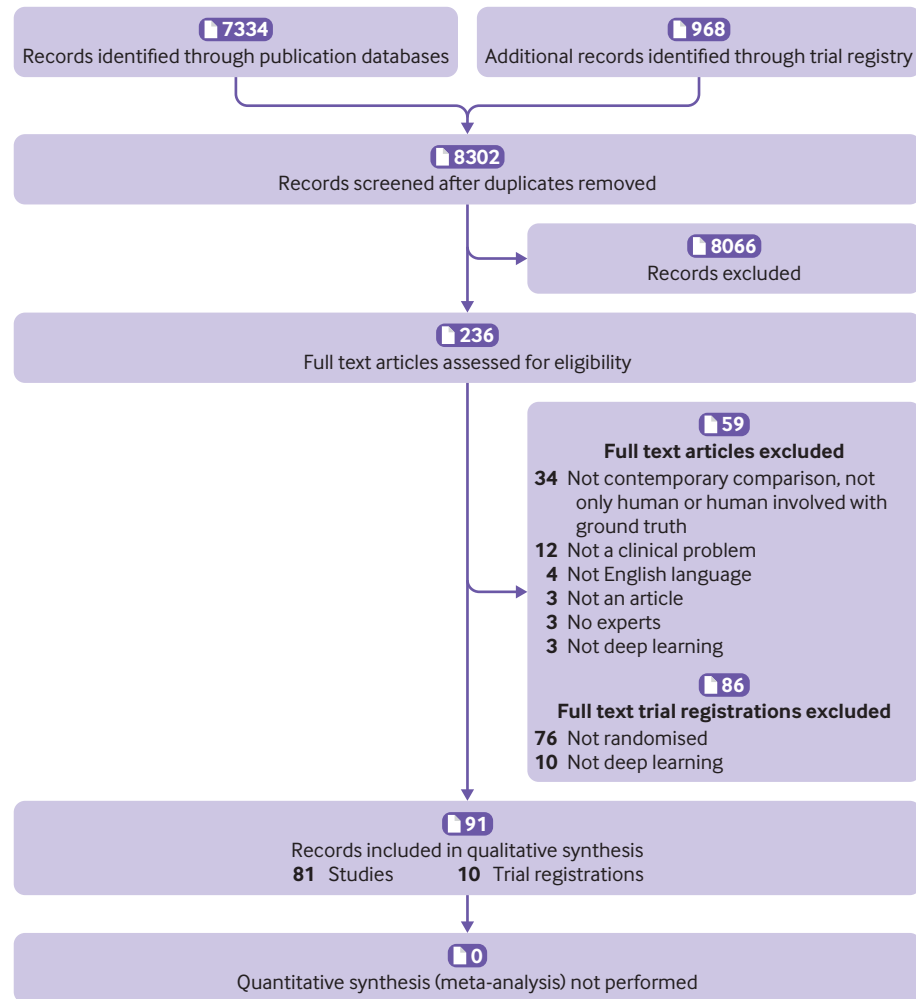 7334
Records identified through publication databases
968
Additional records identified through trial registry
8302
Records screened after duplicates removed
8066
Records excluded
236
Full text articles assessed for eligibility
59
Full text articles excluded
34 Not contemporary comparison, not
only human or human involved with
ground truth
12 Not a clinical problem
4 Not English language
3 Not an article
3 No experts
3 Not deep learning
86
Full text trial registrations excluded
76 Not randomised
10 Not deep learning
91
Records included in qualitative synthesis
81 Studies 10 Trial registrations
0
Quantitative synthesis (meta-analysis) not performed